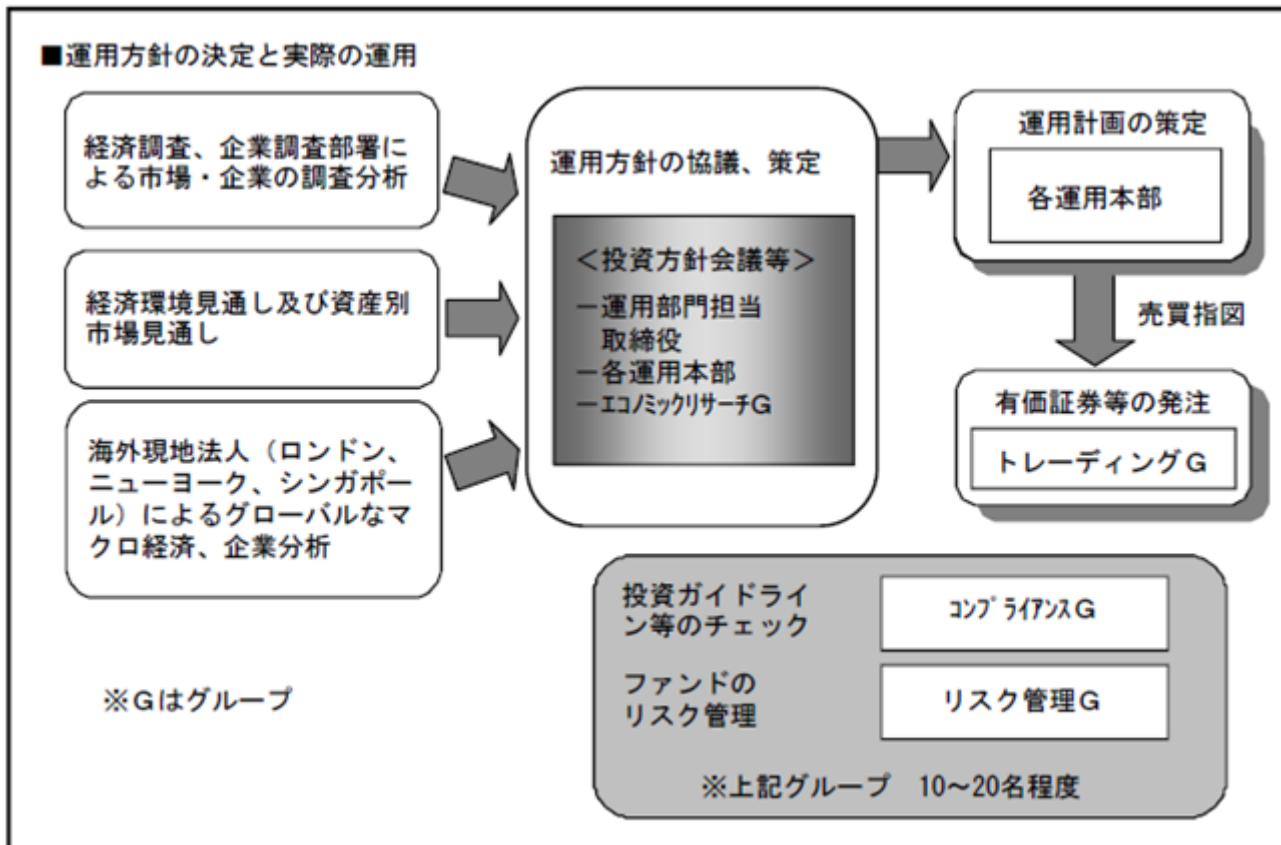 ■運用方針の決定と実際の運用
経済調査、企業調査部署に
よる市場・企業の調査分析
経済環境見通し及び資産別
市場見通し
海外現地法人（ロンドン、
ニューヨーク、シンガポー
ル）によるグローバルなマ
クロ経済、企業分析
運用方針の協議、策定
＜投資方針会議等＞
－運用部門担当
取締役
－各運用本部
－ｴｺﾉﾐｯｸﾘｻｰﾁＧ
運用計画の策定
各運用本部
売買指図
有価証券等の発注
トレーディングＧ
投資ガイドライ
ン等のチェック
ｺﾝﾌﾟﾗｲｱﾝｽＧ
ファンドの
リスク管理
リスク管理Ｇ
※上記グループ　10～20名程度
※Ｇはグループ